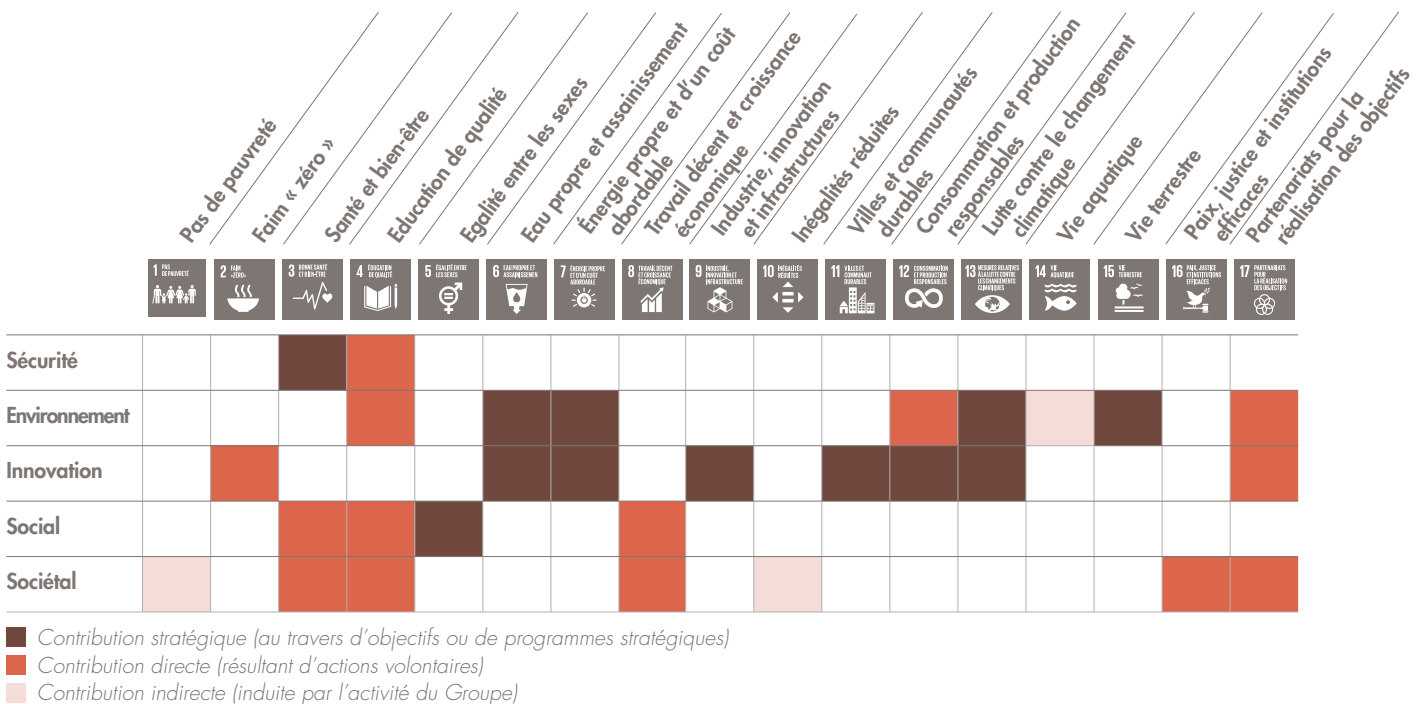 Pas de pauvreté
Faim « zéro »
Santé et bien-être
Education de qualité
Egalité entre les sexes
Eau propre et assainissement
Énergie propre et d'un coût
abordable
Travail décent et croissance
économique
Industrie, innovation
et infrastructures
Inégalités réduites
Villes et communautés
durables
Consommation et production
responsables
Lutte contre le changement
climatique
Vie aquatique
Vie terrestre
Paix, justice et institutions
efficaces
Partenariats pour la
réalisation des objectifs
1 PAS
DE PAUVRETÉ
2 FAIM
«ZÉRO»
3 BONNE SANTÉ
ET BIEN-ÊTRE
4 ÉDUCATION
DE QUALITÉ
5 ÉGALITÉ ENTRE
LES SEXES
6 EAU PROPRE ET
ASSAINISSEMEN
7 ÉNERGIE PROPRE
ET D'UN COÛT
ABORDABLE
8 TRAVAIL DÉCENT
ET CROISSANCE
ÉCONOMIQUE
9 INDUSTRIE,
INNOVATION ET
INFRASTRUCTURE
10 INÉGALITÉS
RÉDUITES
11 VILLES ET
COMMUNAUT
DURABLES
12 CONSOMMATION
ET PRODUCTION
RESPONSABLES
13 MESURES RELATIVES
À LA LUTTE CONTRE
LES CHANGEMENTS
CLIMATIQUES
14 VIE
AQUATIQUE
15 VIE
TERRESTRE
16 PAIX, JUSTICE
ET INSTITUTIONS
EFFICACES
17 PARTENARIATS
POUR
LA RÉALISATION
DES OBJECTIFS
Sécurité
Environnement
Innovation
Social
Sociétal
Contribution stratégique (au travers d'objectifs ou de programmes stratégiques)
Contribution directe (résultant d'actions volontaires)
Contribution indirecte (induite par l'activité du Groupe)